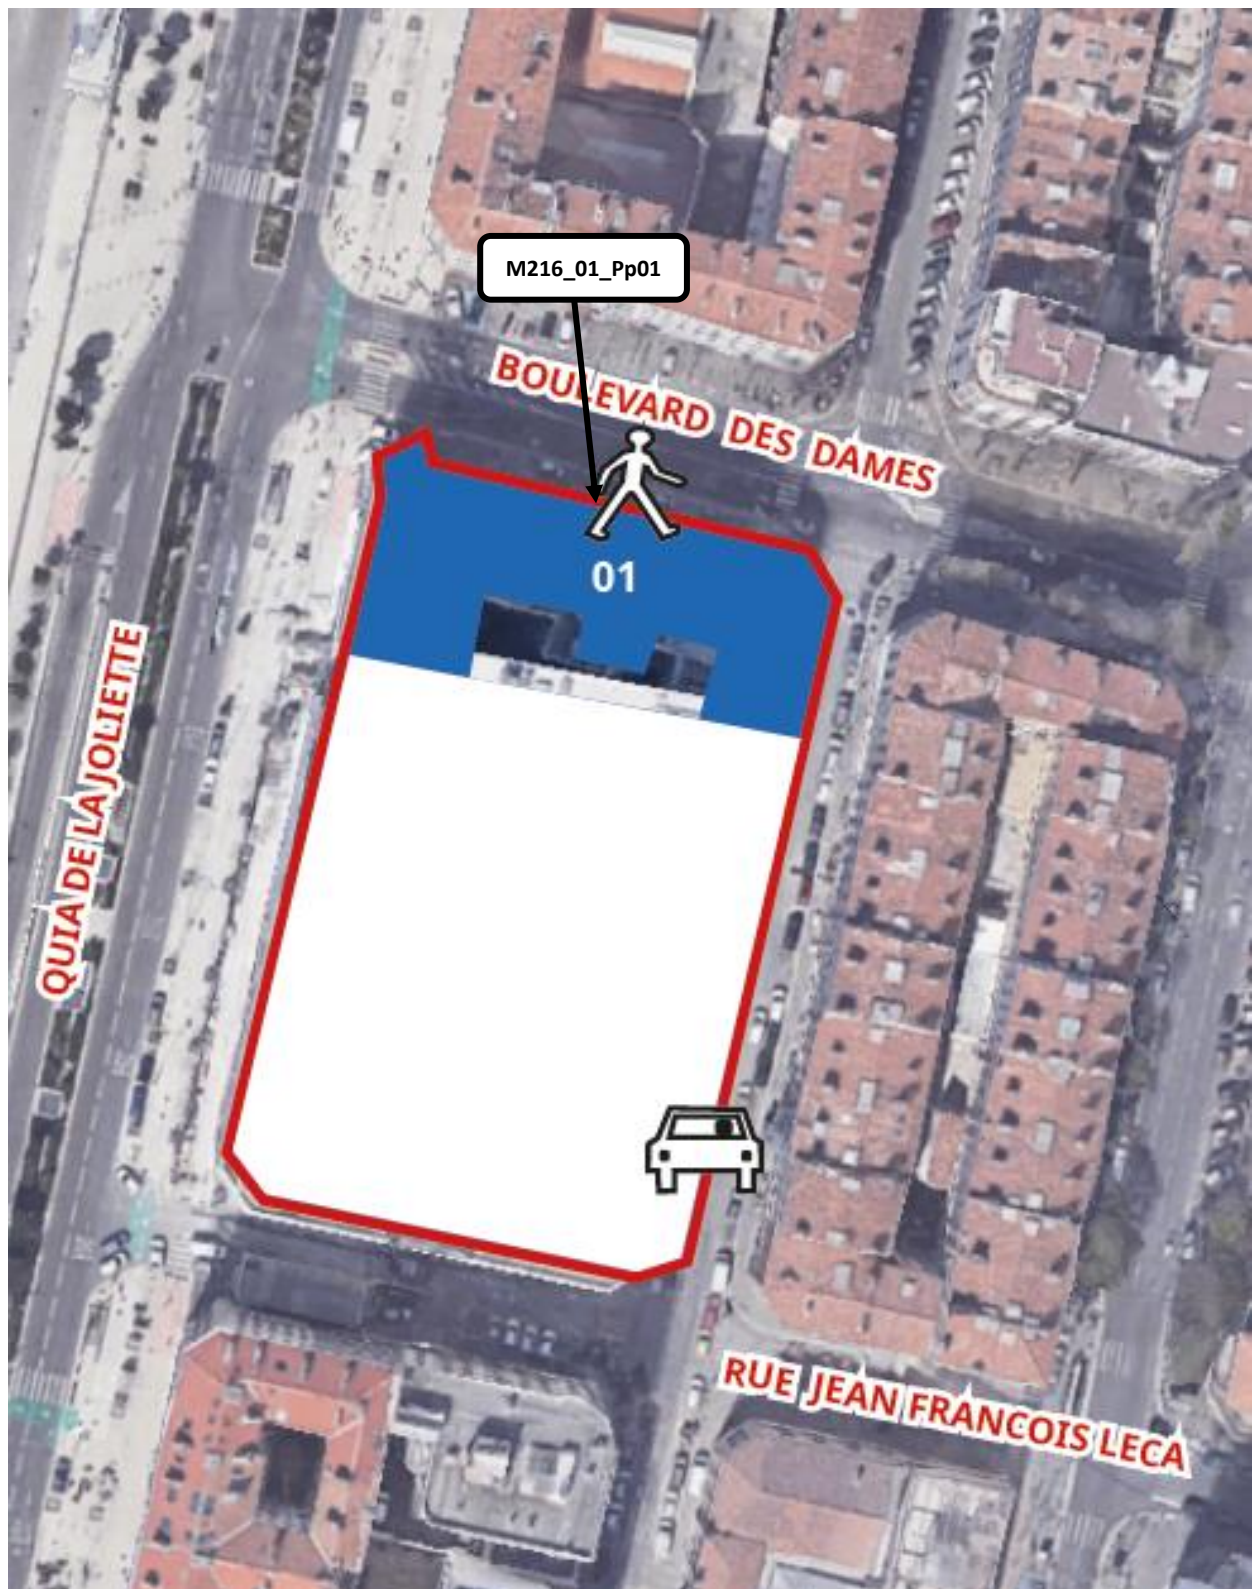 M216_01_Pp01
BOULEVARD DES DAMES
01
QUIA DE LA JOLIETTE
RUE JEAN FRANCOIS LECA